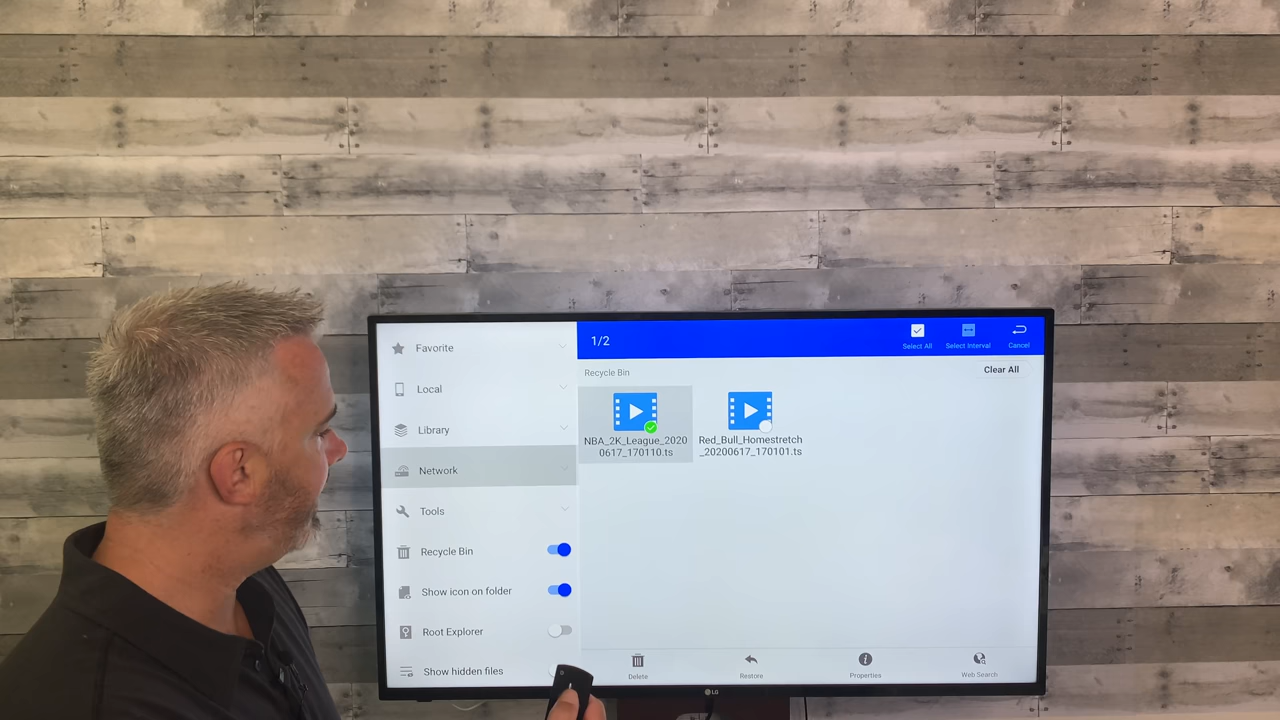 Favorite
Local
Library
Network
Tools
Recycle Bin
Show icon on folder
Root Explorer
Show hidden files
1/2
Select All
Select Interval
Cancel
Recycle Bin
Clear All
NBA_2K_League_2020
0617_170110.ts
Red_Bull_Homestretch
_20200617_170101.ts
Delete
Restore
Properties
Web Search
LG